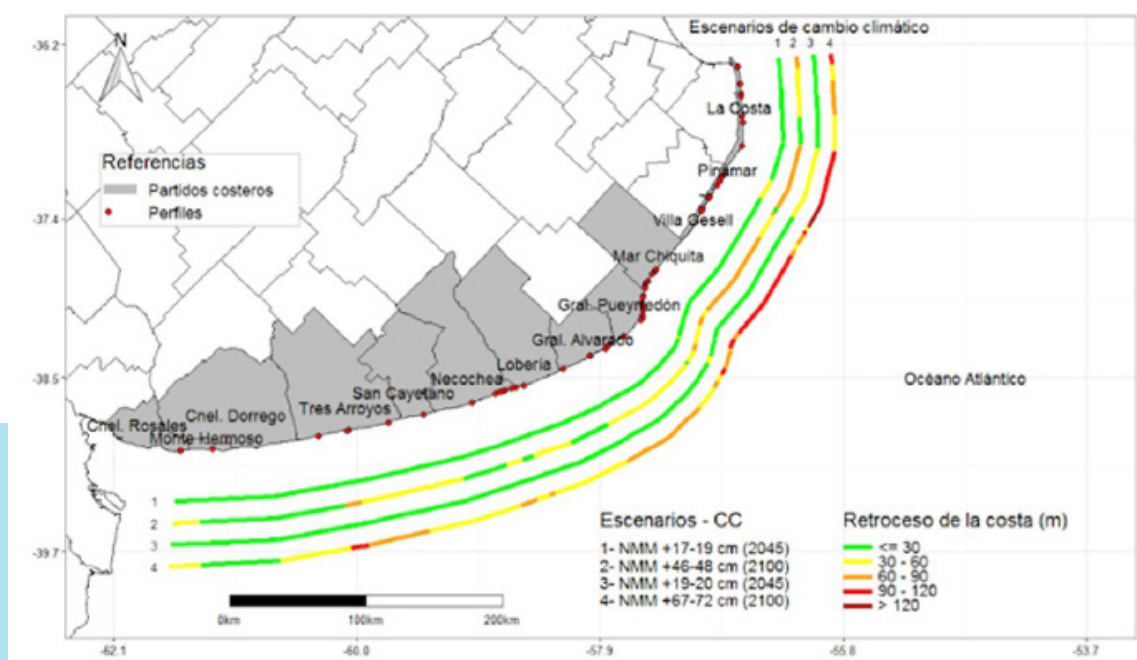 Escenarios de cambio climático
1 2 3 4
-36.2
N
La Costa
Referencias
Partidos costeros
Perfiles
Pinamar
-37.4
Villa Gesell
Mar Chiquita
Gral. Pueyrredón
Gral. Alvarado
Lobería
-38.5
Necochea
San Cayetano
Océano Atlántico
Tres Arroyos
Cnel. Dorrego
Cnel. Rosales
Monte Hermoso
1
2
3
4
Escenarios - CC
1- NMM +17-19 cm (2045)
2- NMM +46-48 cm (2100)
3- NMM +19-20 cm (2045)
4- NMM +67-72 cm (2100)
Retroceso de la costa (m)
<= 30
30 - 60
60 - 90
90 - 120
> 120
-39.7
0km 100km 200km
-62.1 -60.0 -57.9 -55.8 -53.7